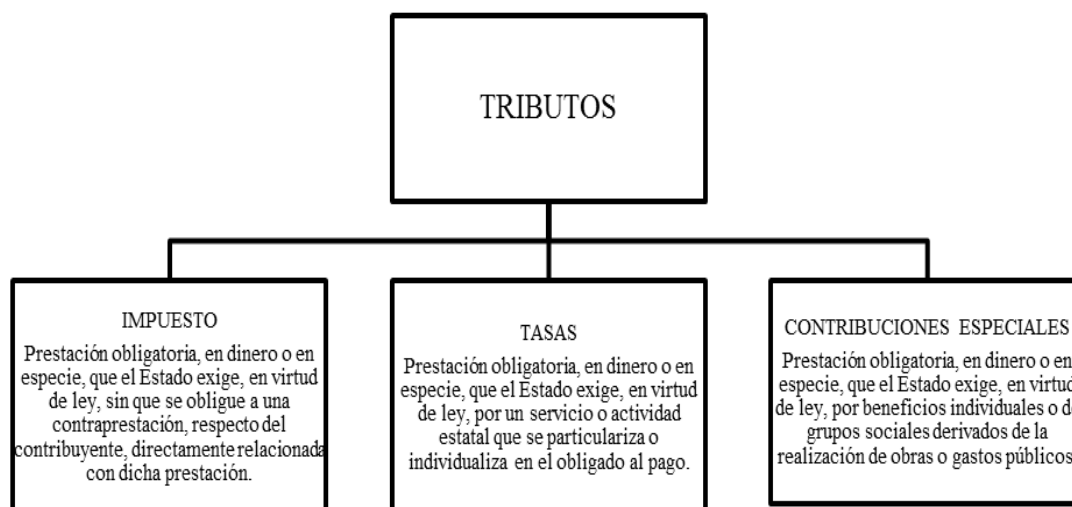 TRIBUTOS
IMPUESTO
Prestación obligatoria, en dinero o en
especie, que el Estado exige, en virtud
de ley, sin que se obligue a una
contraprestación, respecto del
contribuyente, directamente relacionada
con dicha prestación.
TASAS
Prestación obligatoria, en dinero o en
especie, que el Estado exige, en virtud
de ley, por un servicio o actividad
estatal que se particulariza o
individualiza en el obligado al pago.
CONTRIBUCIONES ESPECIALES
Prestación obligatoria, en dinero o en
especie, que el Estado exige, en virtud
de ley, por beneficios individuales o de
grupos sociales derivados de la
realización de obras o gastos públicos